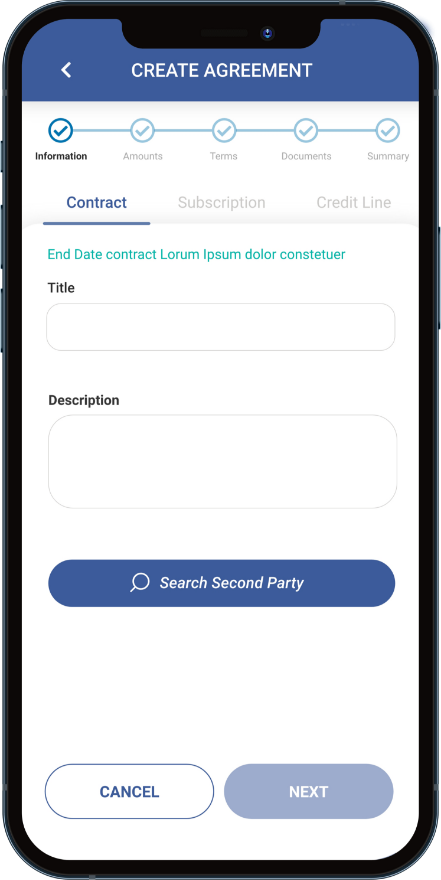 CREATE AGREEMENT
Information Amounts Terms Documents Summary
Contract Subscription Credit Line
End Date contract Lorum Ipsum dolor constetuer
Title
Description
Search Second Party
CANCEL NEXT